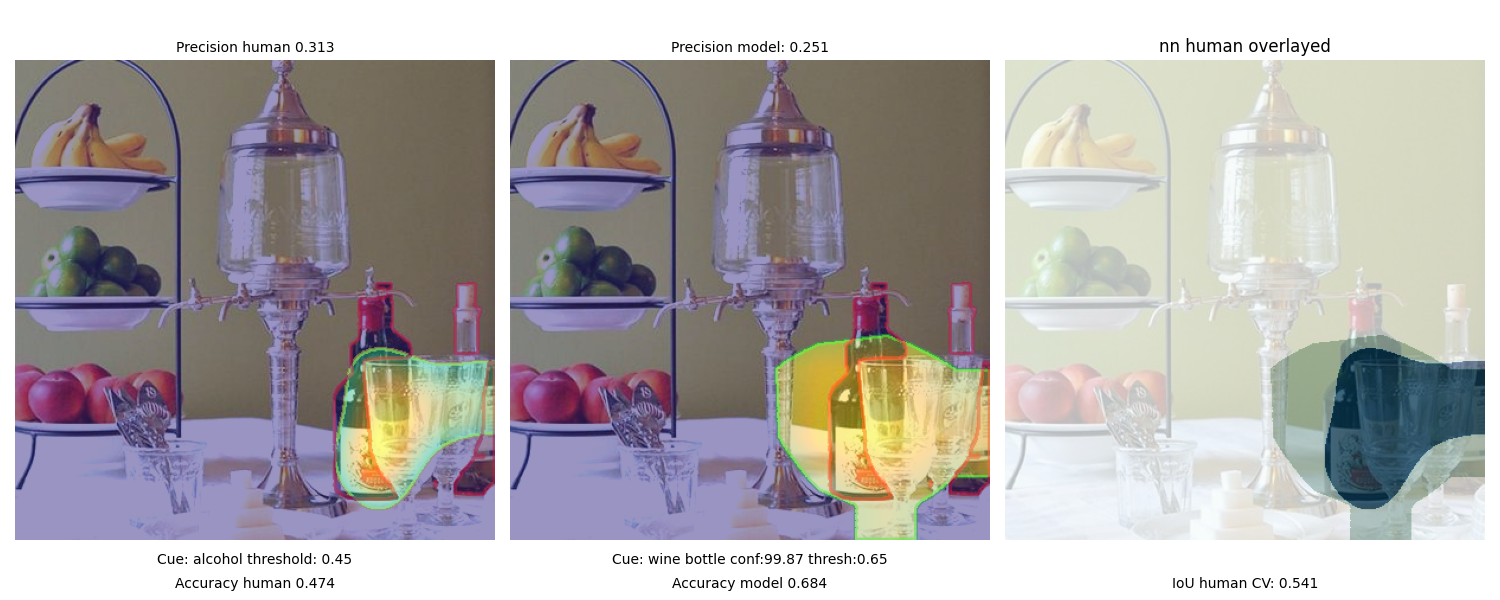 Precision human 0.313
Precision model: 0.251
nn human overlayed
Cue: alcohol threshold: 0.45
Cue: wine bottle conf:99.87 thresh:0.65
Accuracy human 0.474
Accuracy model 0.684
IoU human CV: 0.541